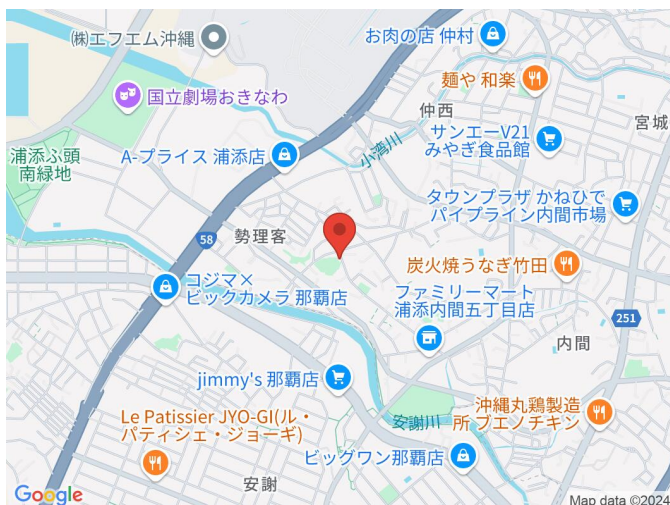 (株)エフエム沖縄
お肉の店 仲村
麺や 和楽
国立劇場おきなわ
仲西
宮城
サンエーV21
みやぎ食品館
浦添ふ頭
南緑地
A-プライス 浦添店
小湾川
タウンプラザ かねひで
パイプライン内間市場
58
勢理客
炭火焼うなぎ竹田
コジマ×
ビックカメラ 那覇店
ファミリーマート
浦添内間五丁目店
251
内間
jimmy's 那覇店
Le Patissier JYO-GI(ル・
パティシェ・ジョーギ)
安謝川
沖縄丸鶏製造
所 ブエノチキン
ビッグワン那覇店
安謝
Google
Map data ©2024